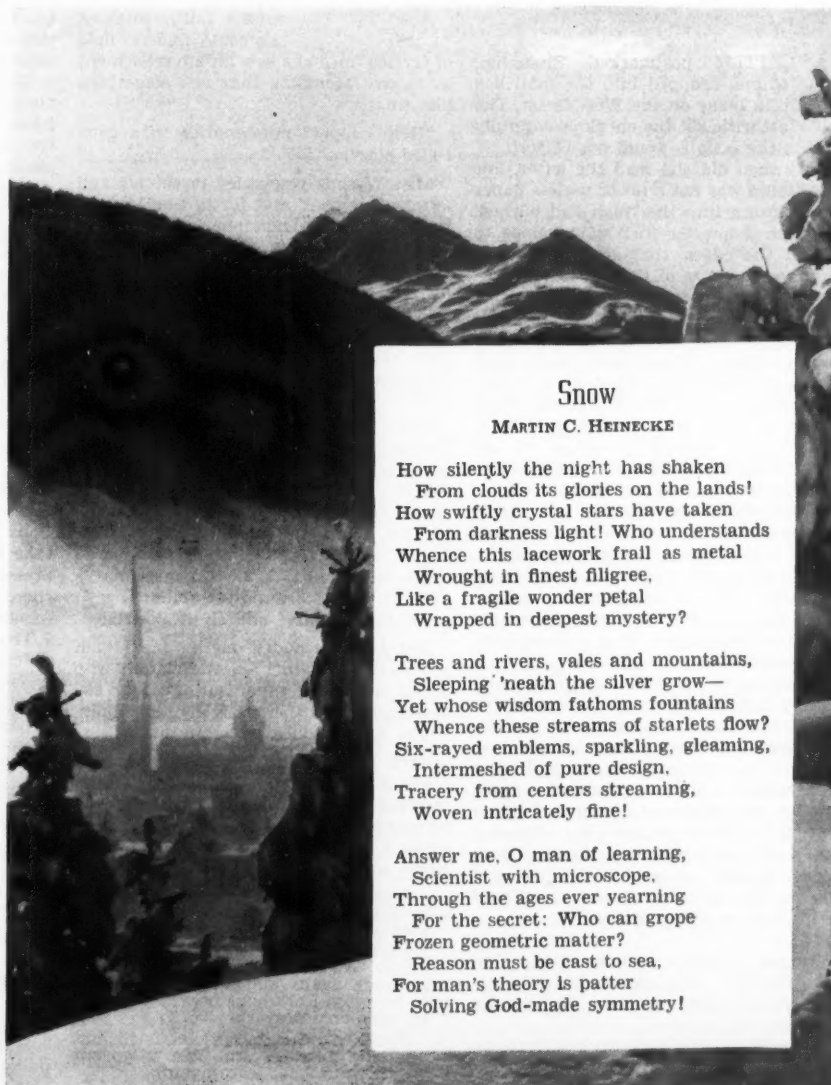 Snow
MARTIN C. HEINECKE
How silently the night has shaken
From clouds its glories on the lands!
How swiftly crystal stars have taken
From darkness light! Who understands
Whence this lacework frail as metal
Wrought in finest filigree,
Like a fragile wonder petal
Wrapped in deepest mystery?
Trees and rivers, vales and mountains,
Sleeping 'neath the silver grow—
Yet whose wisdom fathoms fountains
Whence these streams of starlets flow?
Six-rayed emblems, sparkling, gleaming,
Intermeshed of pure design,
Tracery from centers streaming,
Woven intricately fine!
Answer me, O man of learning,
Scientist with microscope,
Through the ages ever yearning
For the secret: Who can grope
Frozen geometric matter?
Reason must be cast to sea,
For man's theory is patter
Solving God-made symmetry!